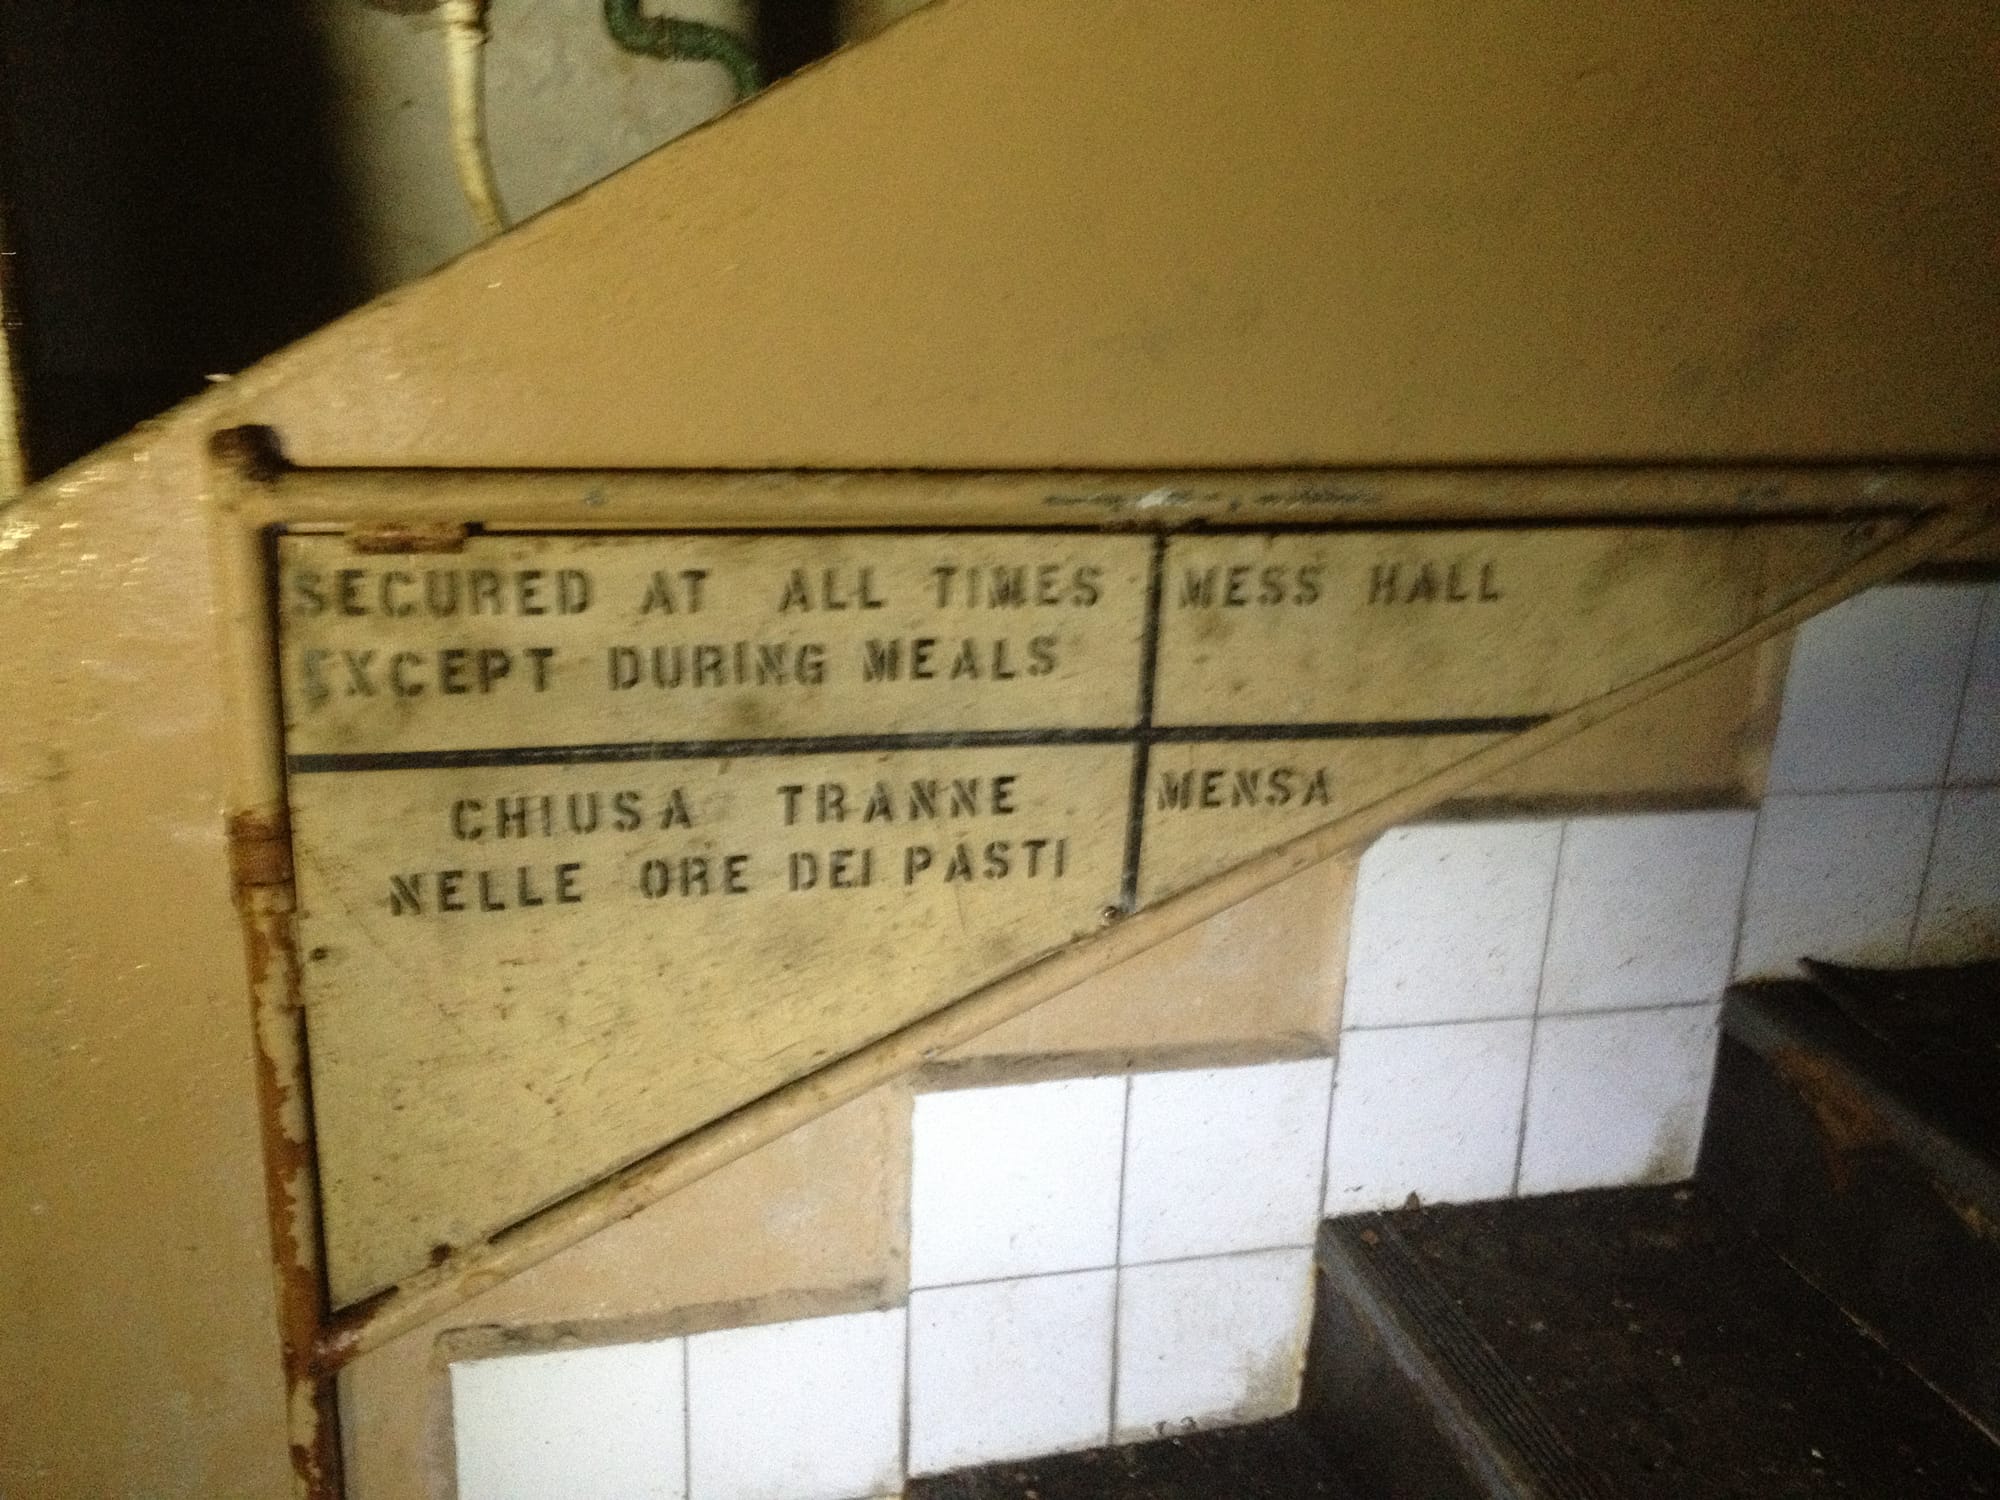 SECURED AT ALL TIMES
EXCEPT DURING MEALS
MESS HALL
CHIUSA TRANNE
NELLE ORE DEI PASTI
MENSA